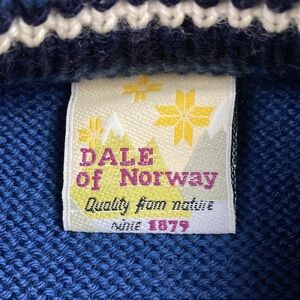 DALE
of Norway
Quality from nature
since 1879